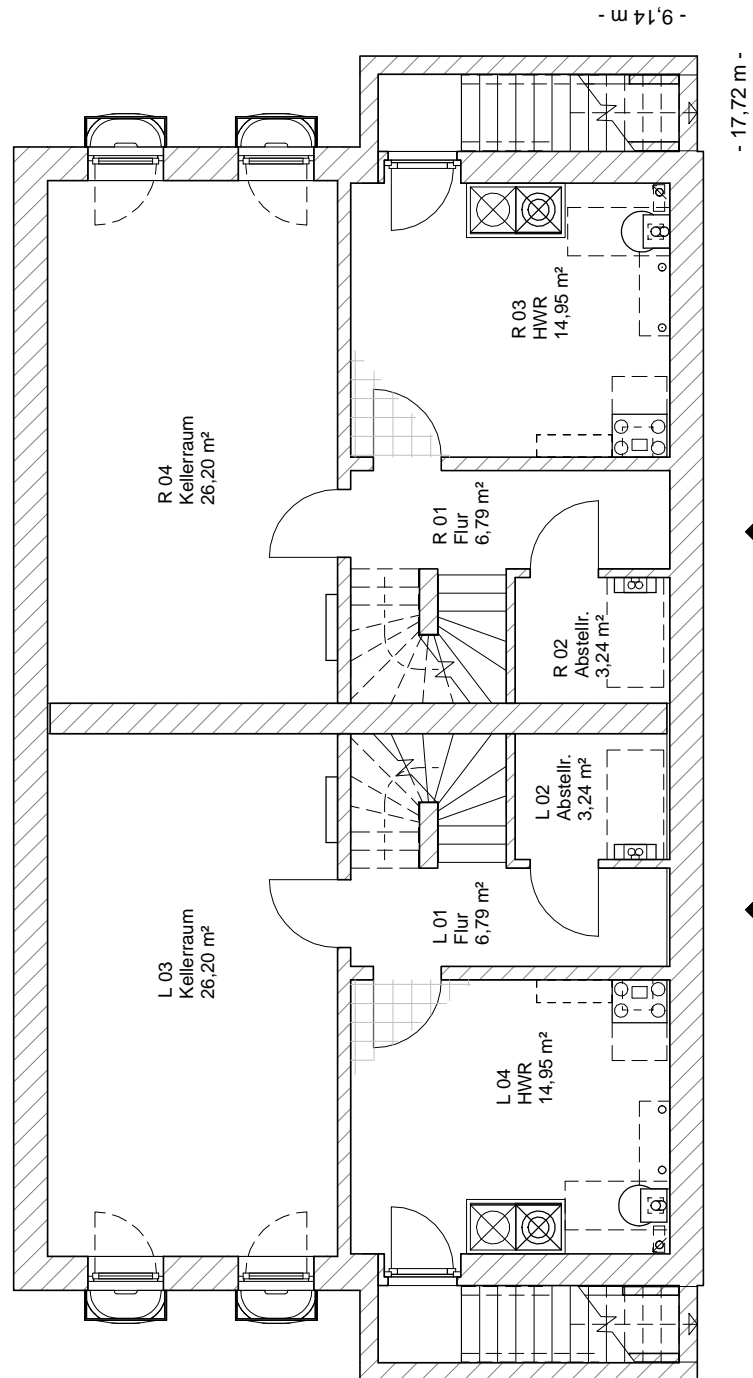 - 9,14 m -
- 17,72 m -
R 04
Kellerraum
26,20 m²
R 03
HWR
14,95 m²
R 01
Flur
6,79 m²
R 02
Abstellr.
3,24 m²
L 03
Kellerraum
26,20 m²
L 02
Abstellr.
3,24 m²
L 01
Flur
6,79 m²
L 04
HWR
14,95 m²